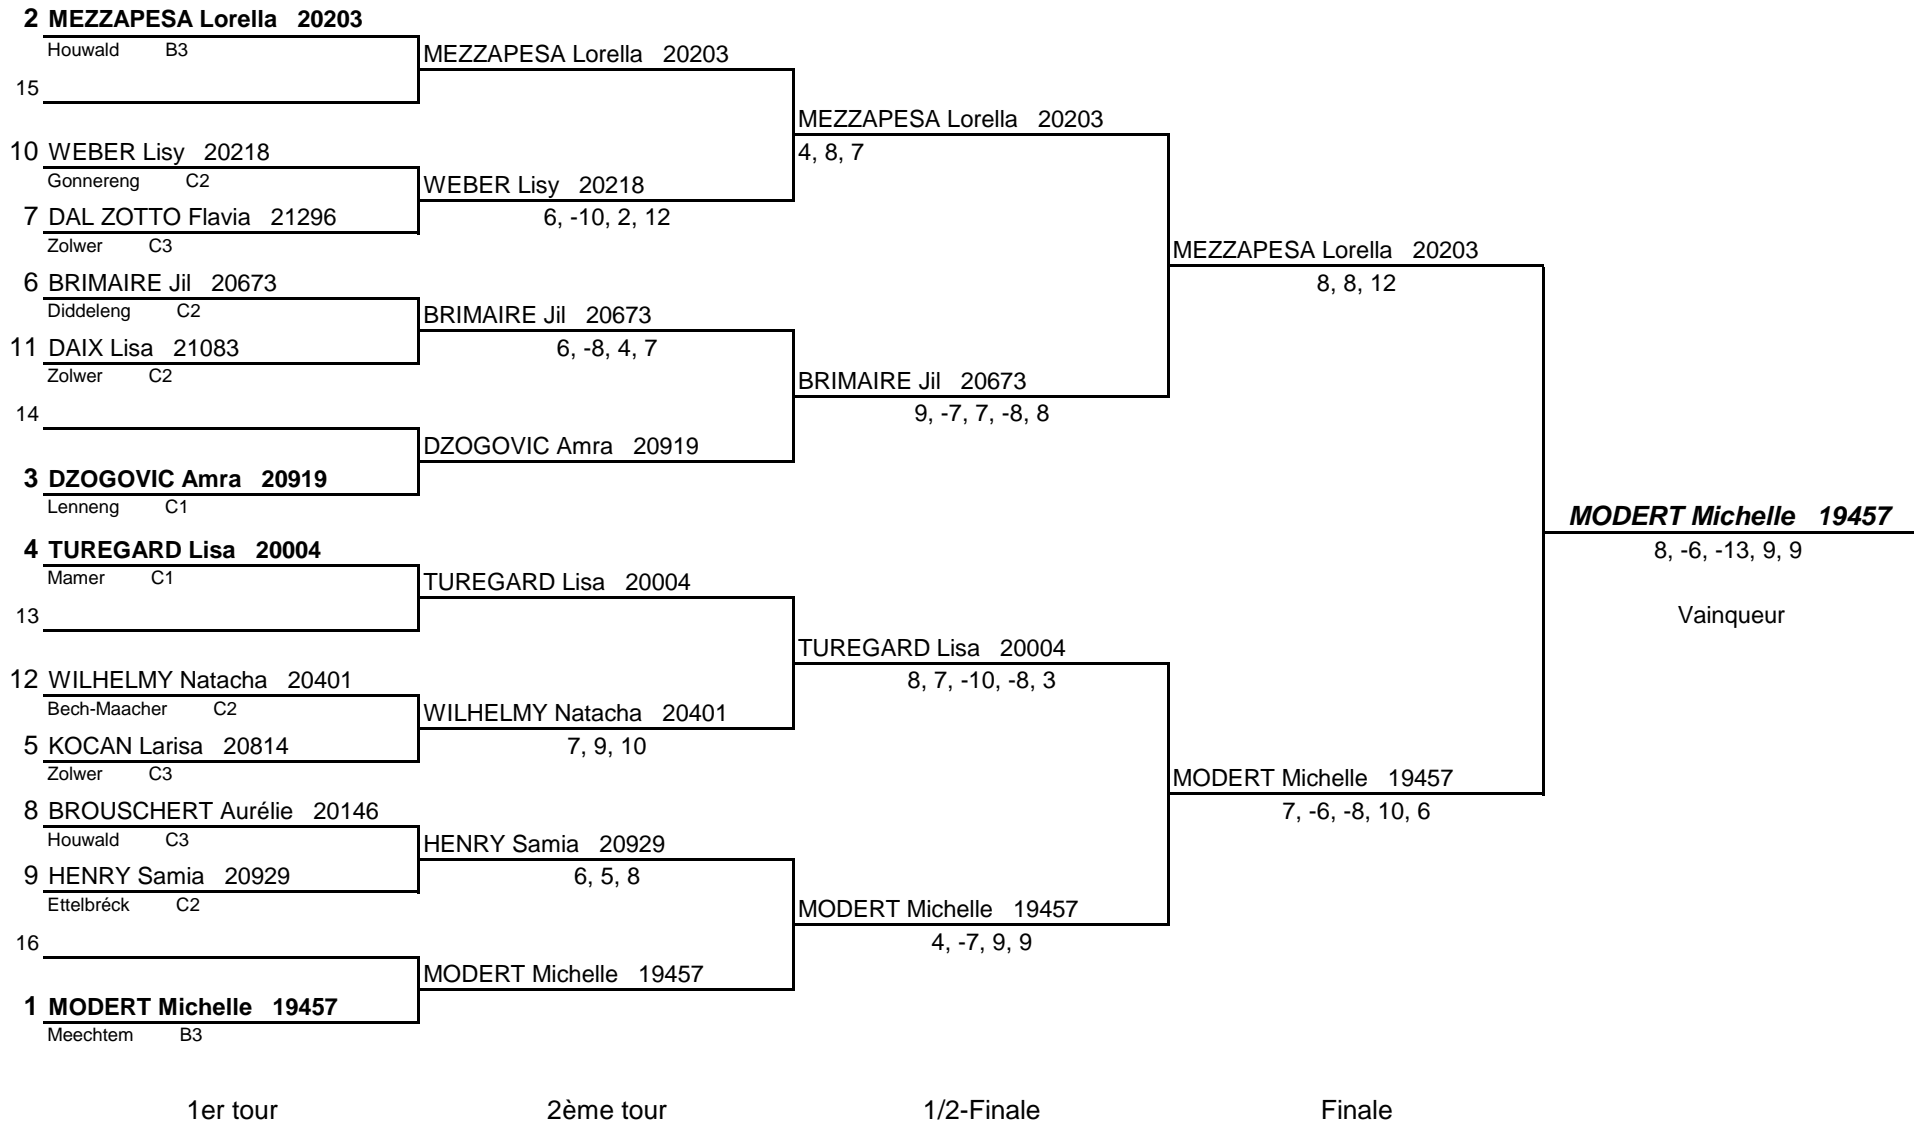 2 MEZZAPESA Lorella 20203
Houwald B3
MEZZAPESA Lorella 20203
15
MEZZAPESA Lorella 20203
4, 8, 7
10 WEBER Lisy 20218
Gonnereng C2
WEBER Lisy 20218
6, -10, 2, 12
7 DAL ZOTTO Flavia 21296
Zolwer C3
MEZZAPESA Lorella 20203
8, 8, 12
6 BRIMAIRE Jil 20673
Diddeleng C2
BRIMAIRE Jil 20673
6, -8, 4, 7
11 DAIX Lisa 21083
Zolwer C2
BRIMAIRE Jil 20673
9, -7, 7, -8, 8
14
DZOGOVIC Amra 20919
3 DZOGOVIC Amra 20919
Lenneng C1
MODERT Michelle 19457
8, -6, -13, 9, 9
Vainqueur
4 TUREGARD Lisa 20004
Mamer C1
TUREGARD Lisa 20004
13
TUREGARD Lisa 20004
8, 7, -10, -8, 3
12 WILHELMY Natacha 20401
Bech-Maacher C2
WILHELMY Natacha 20401
7, 9, 10
5 KOCAN Larisa 20814
Zolwer C3
MODERT Michelle 19457
7, -6, -8, 10, 6
8 BROUSCHERT Aurélie 20146
Houwald C3
HENRY Samia 20929
6, 5, 8
9 HENRY Samia 20929
Ettelbréck C2
MODERT Michelle 19457
4, -7, 9, 9
16
MODERT Michelle 19457
1 MODERT Michelle 19457
Meechtem B3
1er tour 2ème tour 1/2-Finale Finale